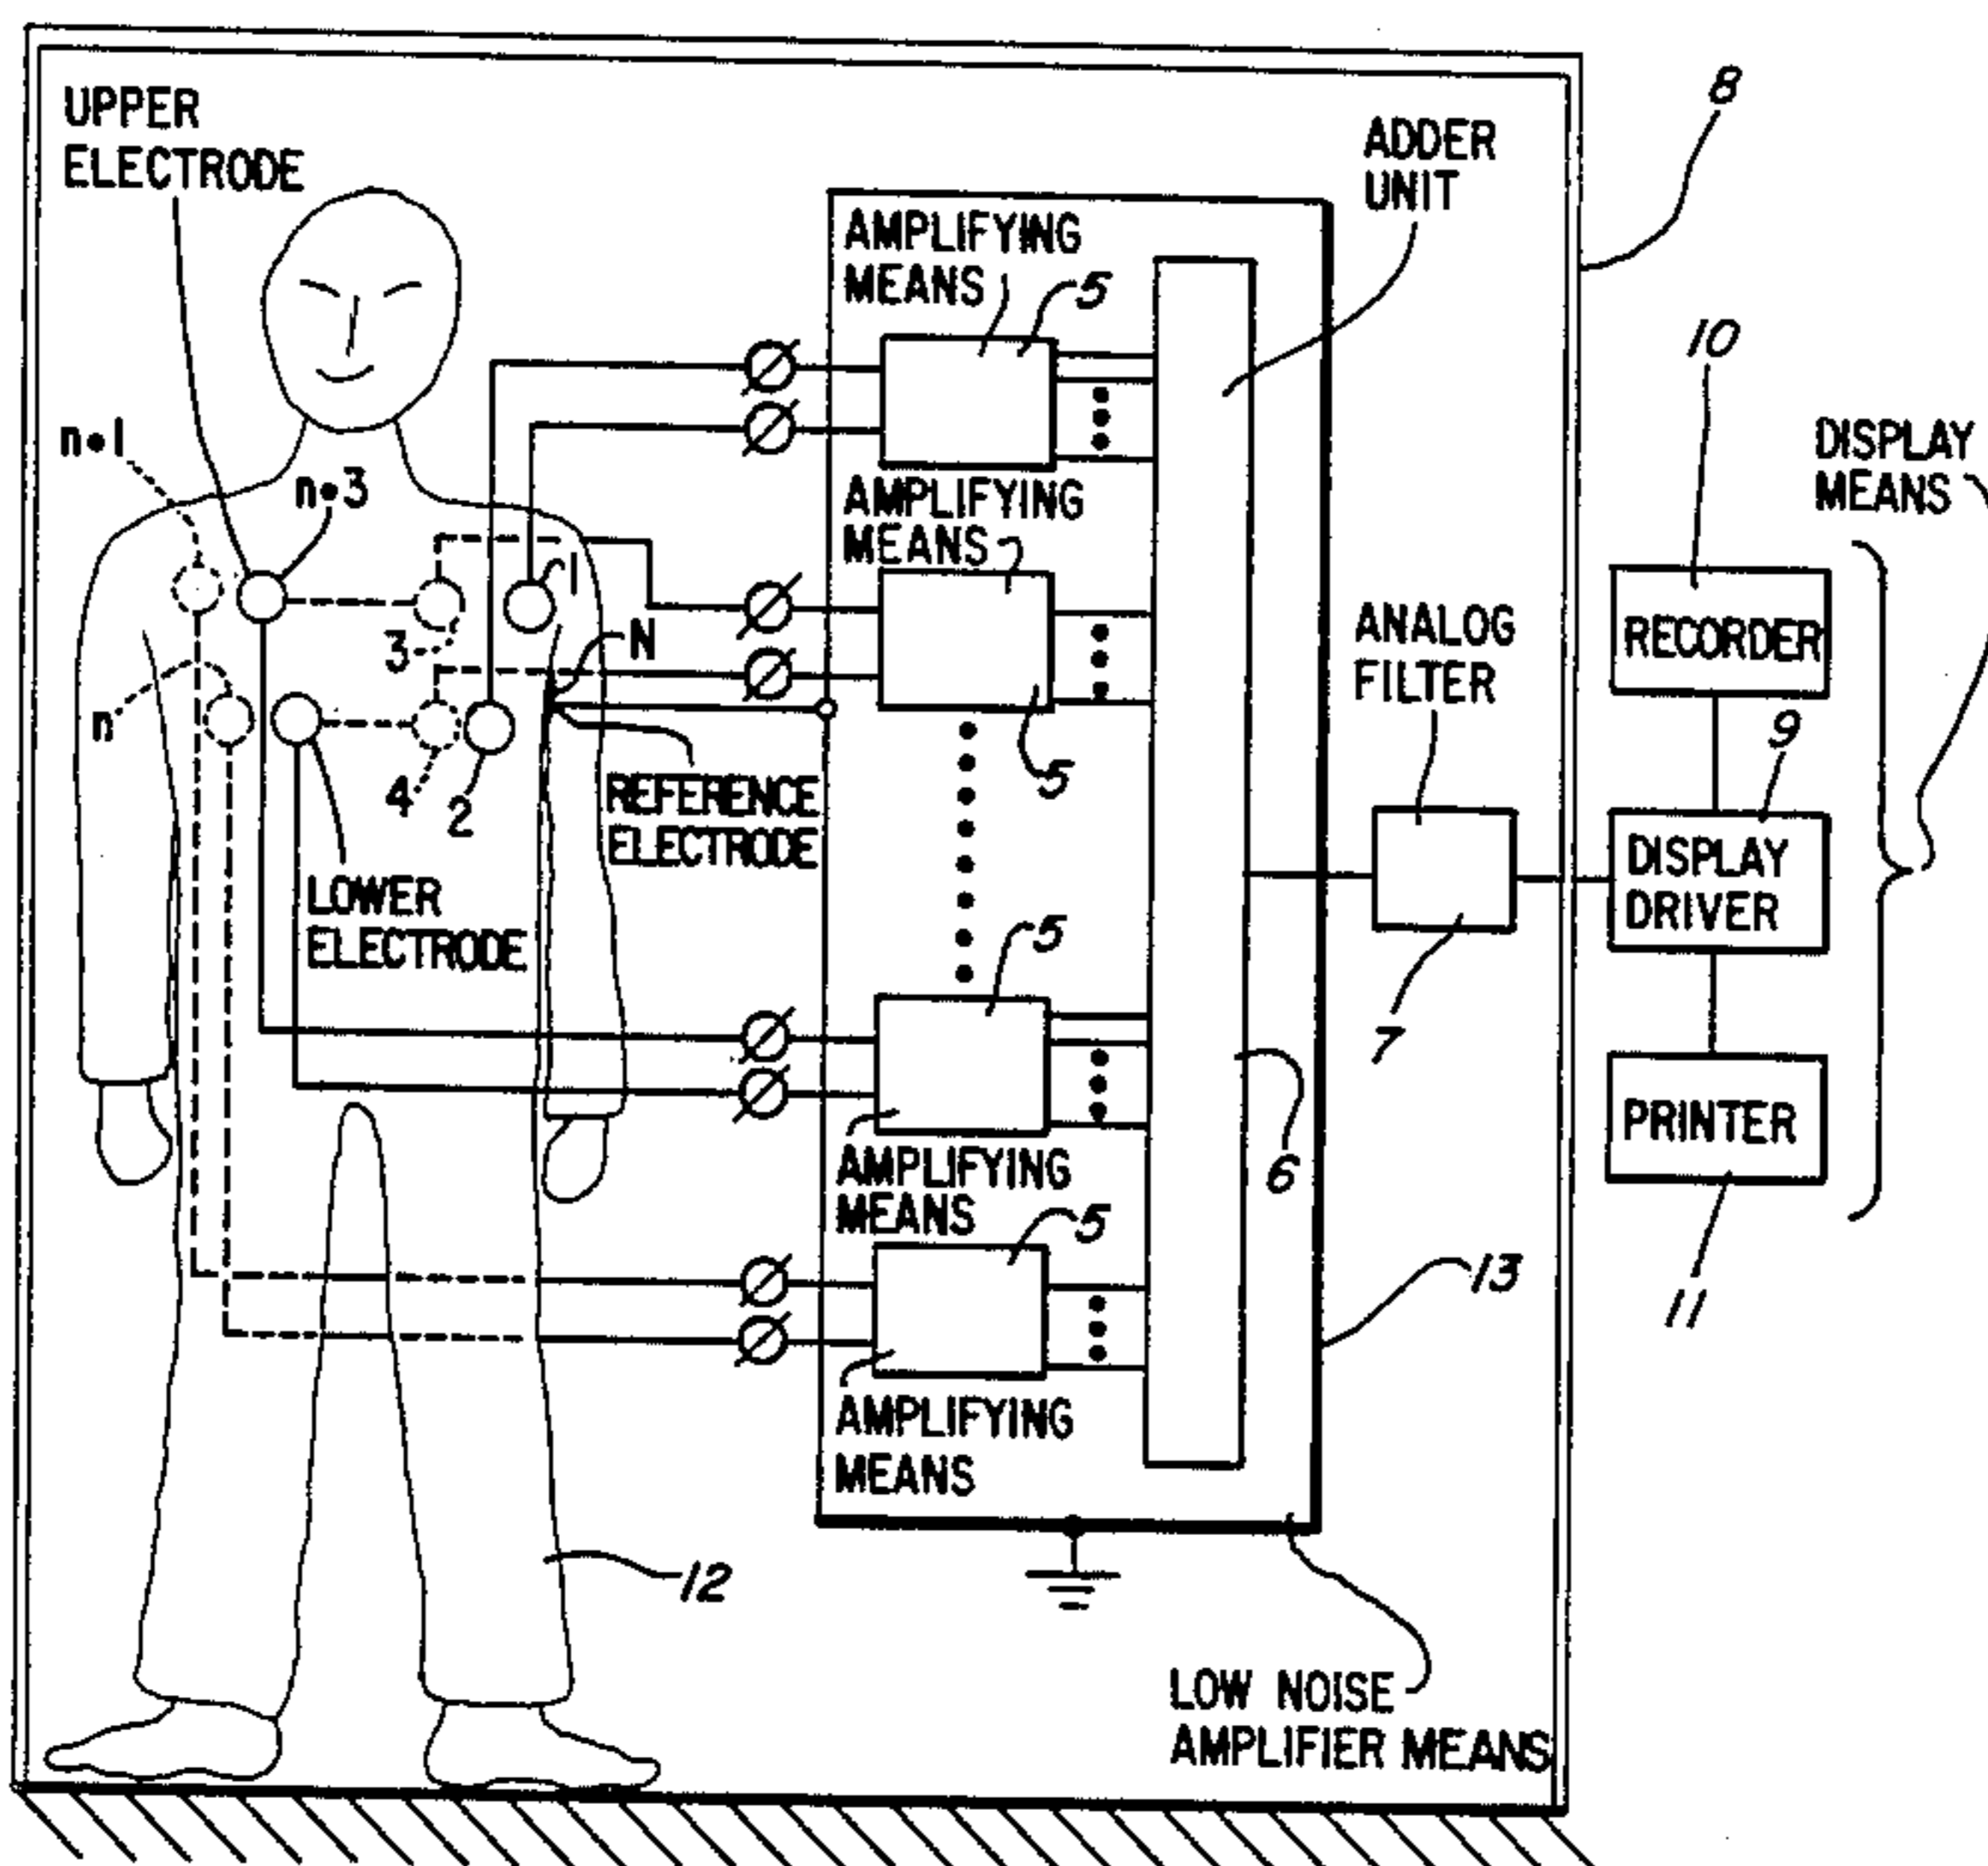 UPPER
ELECTRODE
8
ADDER
UNIT
AMPLIFYING
MEANS
5
10
DISPLAY
MEANS
n•1
n•3
AMPLIFYING
MEANS
1
3
N
ANALOG
FILTER
RECORDER
n
4
2
5
REFERENCE
ELECTRODE
9
DISPLAY
DRIVER
LOWER
ELECTRODE
5
7
PRINTER
6
AMPLIFYING
MEANS
5
13
11
AMPLIFYING
MEANS
12
LOW NOISE
AMPLIFIER MEANS